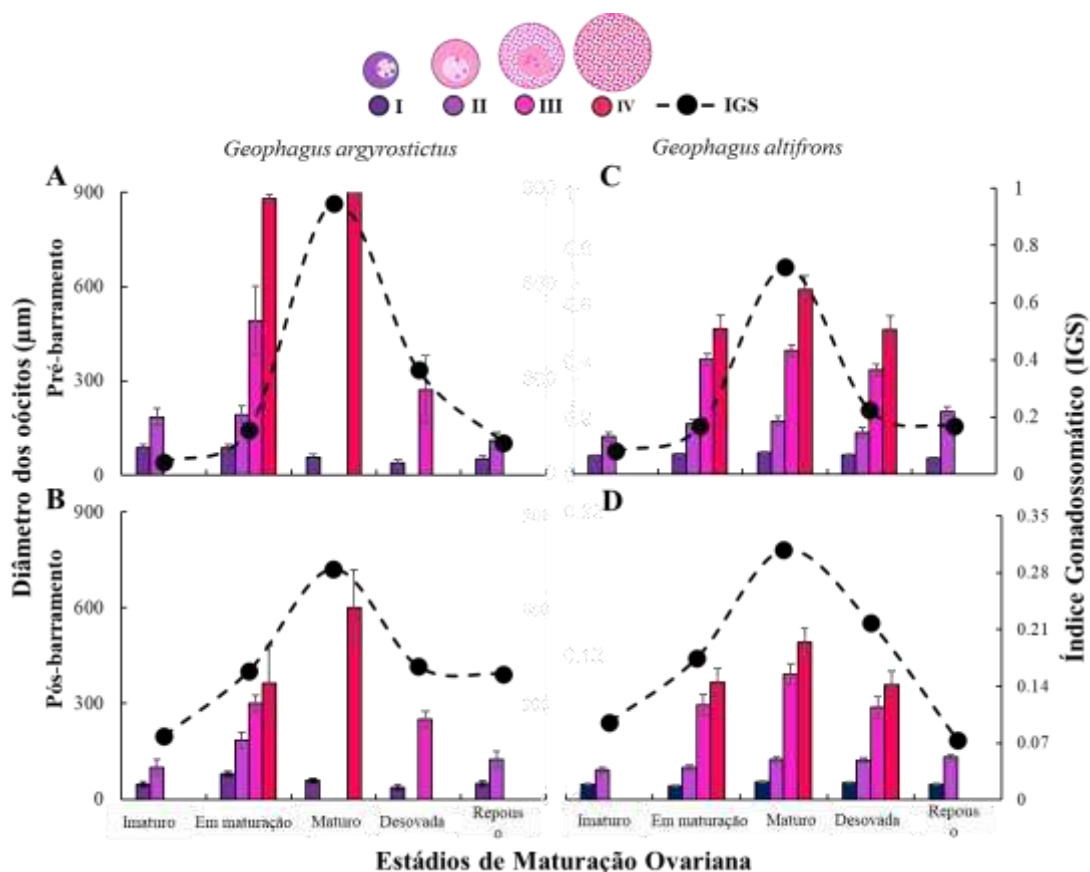 I II III IV IGS
Geophagus argyrostictus
Geophagus altifrons
A
C
900
600
300
0
1
0.8
0.6
0.4
0.2
0
B
D
900
600
300
0
0.35
0.28
0.21
0.14
0.07
0
Diâmetro dos oócitos (µm)
Pré-barramento
Pós-barramento
Índice Gonadossomático (IGS)
Imaturo Em maturação Maturo Desovada Repous
o
Imaturo Em maturação Maturo Desovada Repous
o
Estádios de Maturação Ovariana